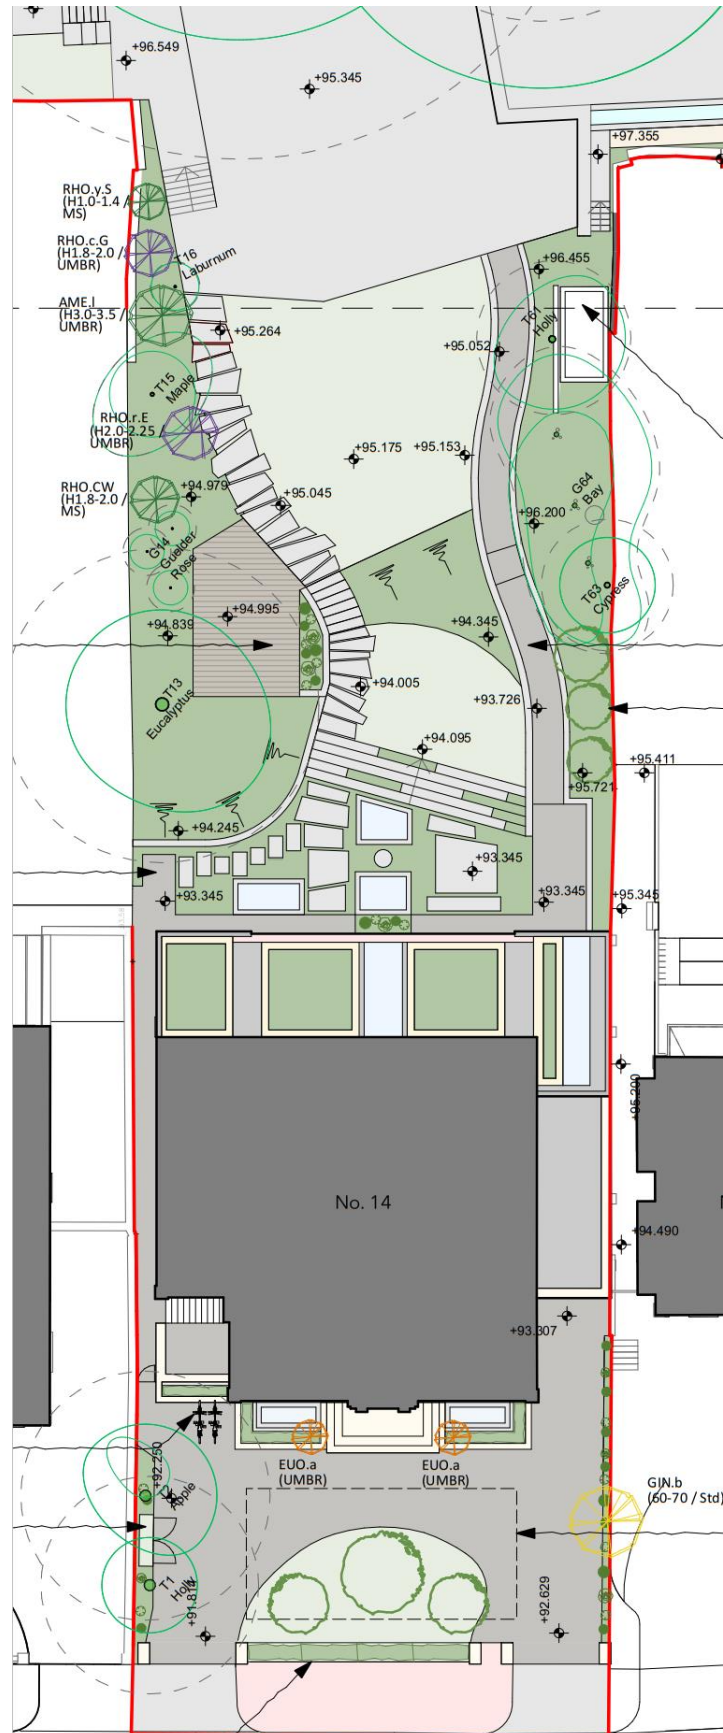 +96.549
+95.345
+97.355
RHO.y.S
(H1.0-1.4 /
MS)
RHO.c.G
(H1.8-2.0 /
UMBR)
T16
Laburnum
+96.455
AME.l
(H3.0-3.5 /
UMBR)
+95.264
T61
Holly
+95.052
T15
Maple
RHO.r.E
(H2.0-2.25 /
UMBR)
+95.175
+95.153
RHO.CW
(H1.8-2.0 /
MS)
+94.979
+95.045
G64
Bay
+96.200
G14
Guelder
Rose
T63
Cypress
+94.995
+94.839
+94.345
T13
Eucalyptus
+94.005
+93.726
+94.095
+95.411
+95.721
+94.245
+93.345
+93.345
+93.345
+95.345
+95.200
No. 14
+94.490
+93.307
+92.250
EUO.a
(UMBR)
EUO.a
(UMBR)
GIN.b
(60-70 / Std)
Apple
T1
Holly
+91.814
+92.629